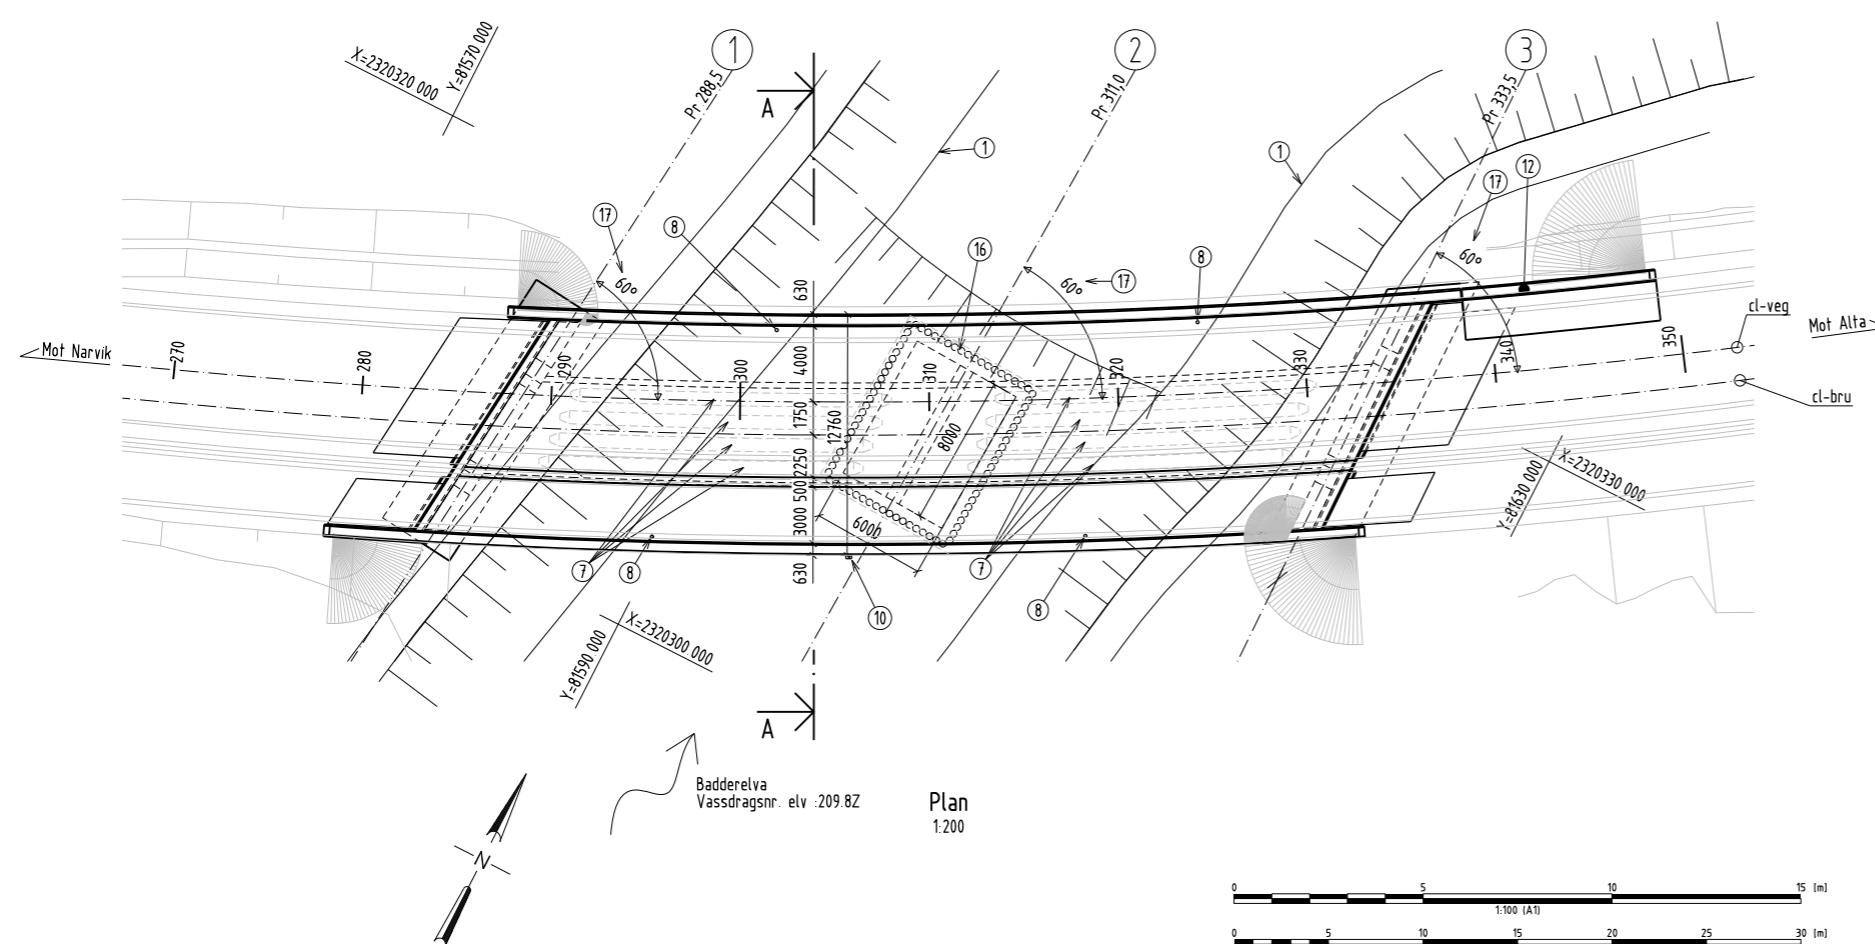 X=2320320 000
Y=81570.000
1
2
3
Pr 288,5
Pr 311,0
Pr 333,5
A
1
1
12
17
17
8
16
8
17
60°
60°
60°
cl-veg
Mot Alta
Mot Narvik
cl-bru
270
280
290
300
310
320
330
340
350
630
4000
1750
12760
2250
500
3000
630
8000
6000
X=2320330 000
Y=81630 000
7
8
7
8
10
X=2320300 000
Y=81590 000
A
Badderelva
Vassdragsnr. elv :209.8Z
Plan
1:200
N
0 5 10 15 [m]
1:100 (A1)
0 5 10 15 20 25 30 [m]